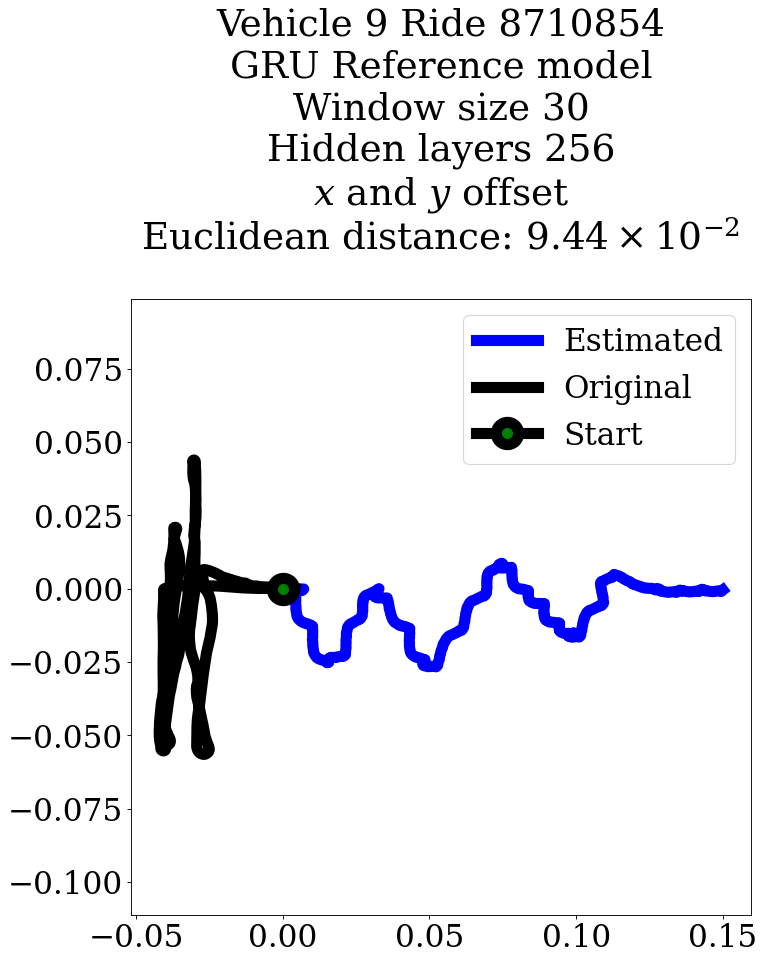 Vehicle 9 Ride 8710854
GRU Reference model
Window size 30
Hidden layers 256
x and y offset
Euclidean distance: 9.44 × 10⁻²
Estimated
Original
Start
0.075
0.050
0.025
0.000
−0.025
−0.050
−0.075
−0.100
−0.05 0.00 0.05 0.10 0.15